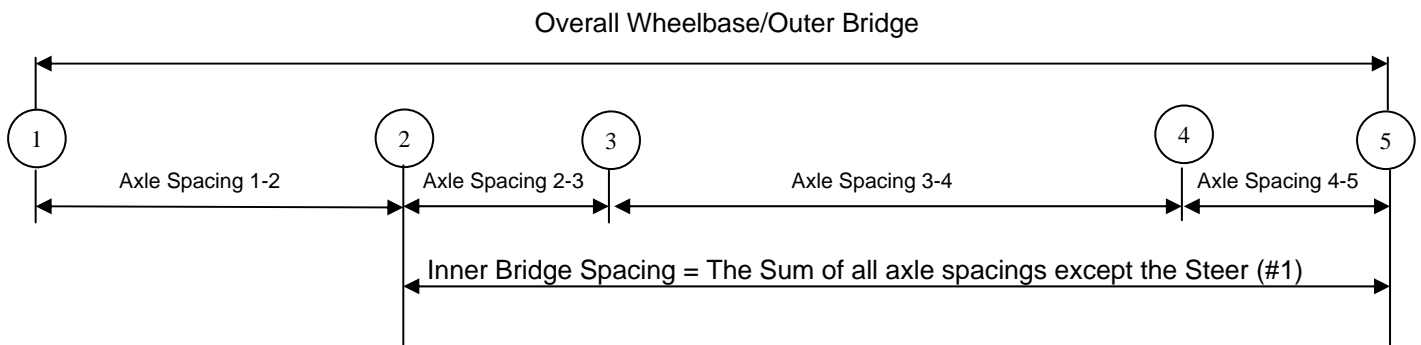 Overall Wheelbase/Outer Bridge
1
2
3
4
5
Axle Spacing 1-2
Axle Spacing 2-3
Axle Spacing 3-4
Axle Spacing 4-5
Inner Bridge Spacing = The Sum of all axle spacings except the Steer (#1)